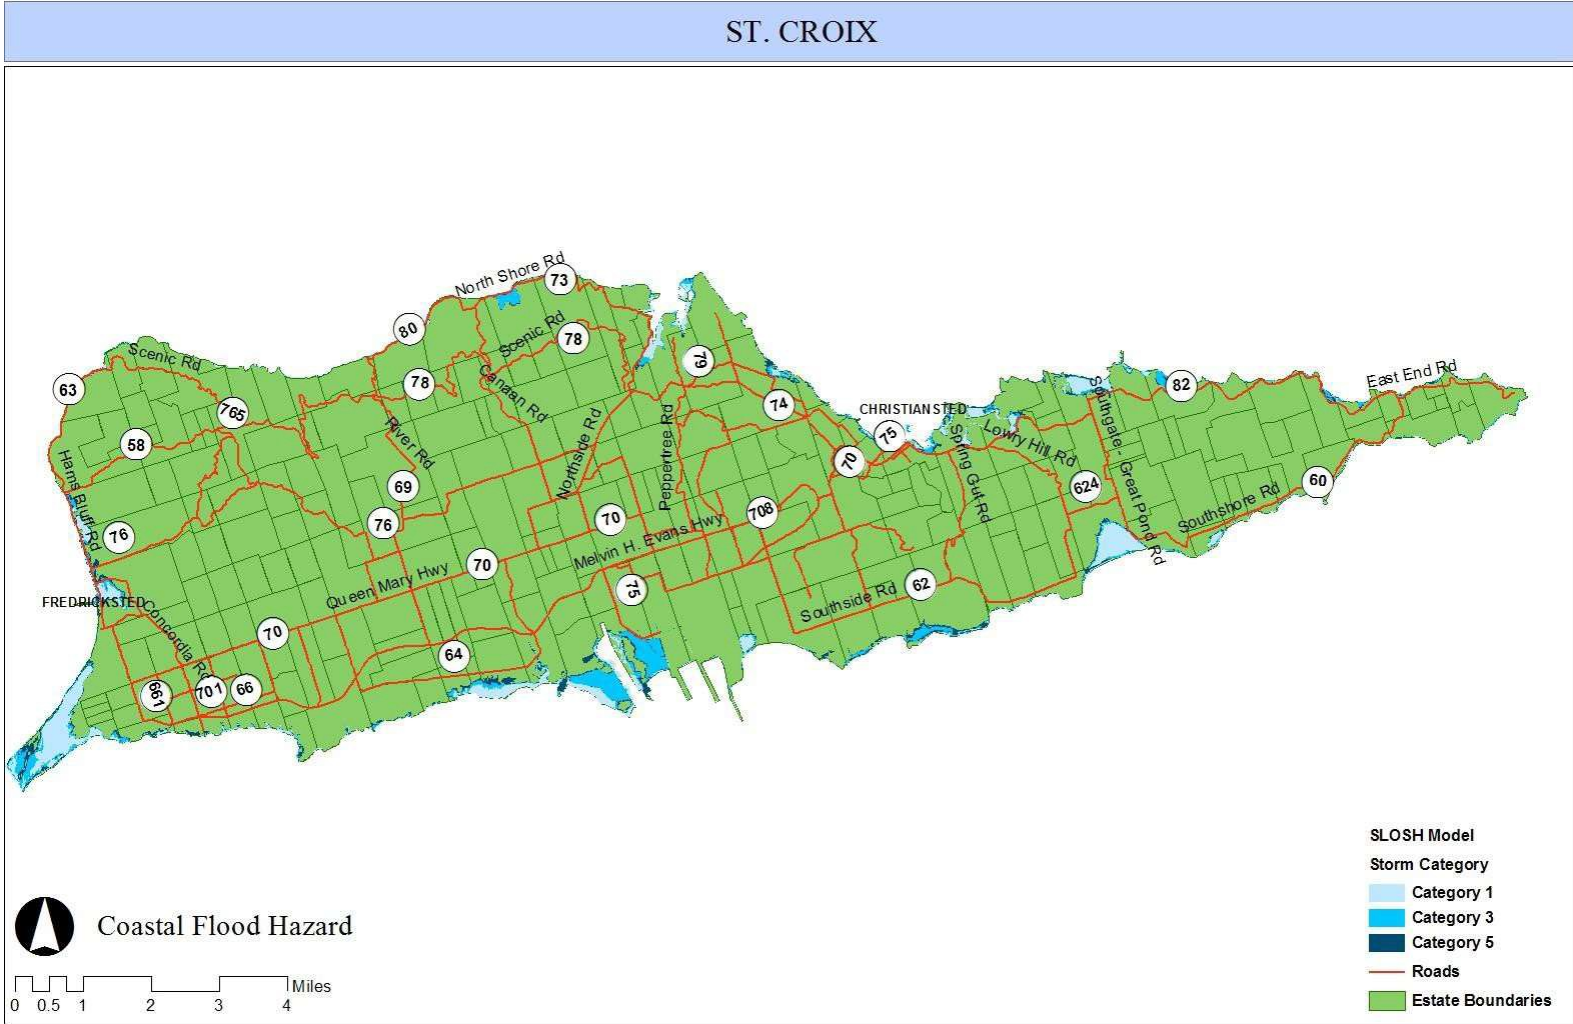 ST. CROIX
North Shore Rd
73
80
Scenic Rd
78
Scenic Rd
63
78
Canaan Rd
79
82
East End Rd
765
74
CHRISTIANSTED
75
58
River Rd
Northside Rd
Peppertree Rd
70
Spring Gut Rd
Lowry Hill Rd
Southgate - Great Pond Rd
624
60
Southshore Rd
Hams Bluff Rd
69
76
76
70
708
Melvin H. Evans Hwy
70
Queen Mary Hwy
75
62
Southside Rd
FREDRICKSTED
Concordia Rd
70
64
661
701
66
SLOSH Model
Storm Category
Category 1
Category 3
Category 5
Roads
Estate Boundaries
Coastal Flood Hazard
Miles
0 0.5 1 2 3 4